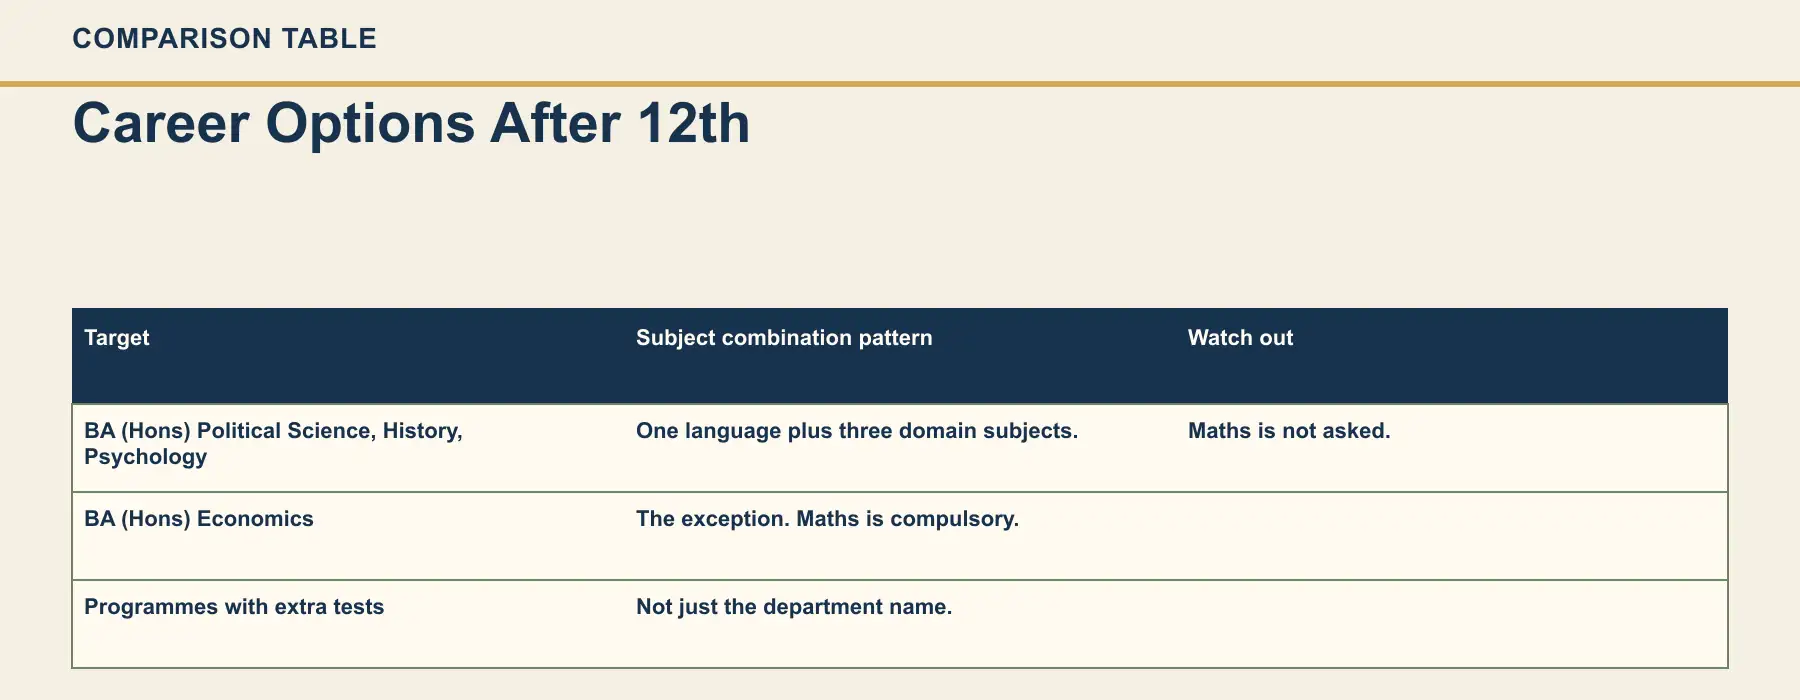 COMPARISON TABLE
Career Options After 12th
Target Subject combination pattern Watch out
BA (Hons) Political Science, History, One language plus three domain subjects. Maths is not asked.
Psychology
BA (Hons) Economics The exception. Maths is compulsory.
Programmes with extra tests Not just the department name.